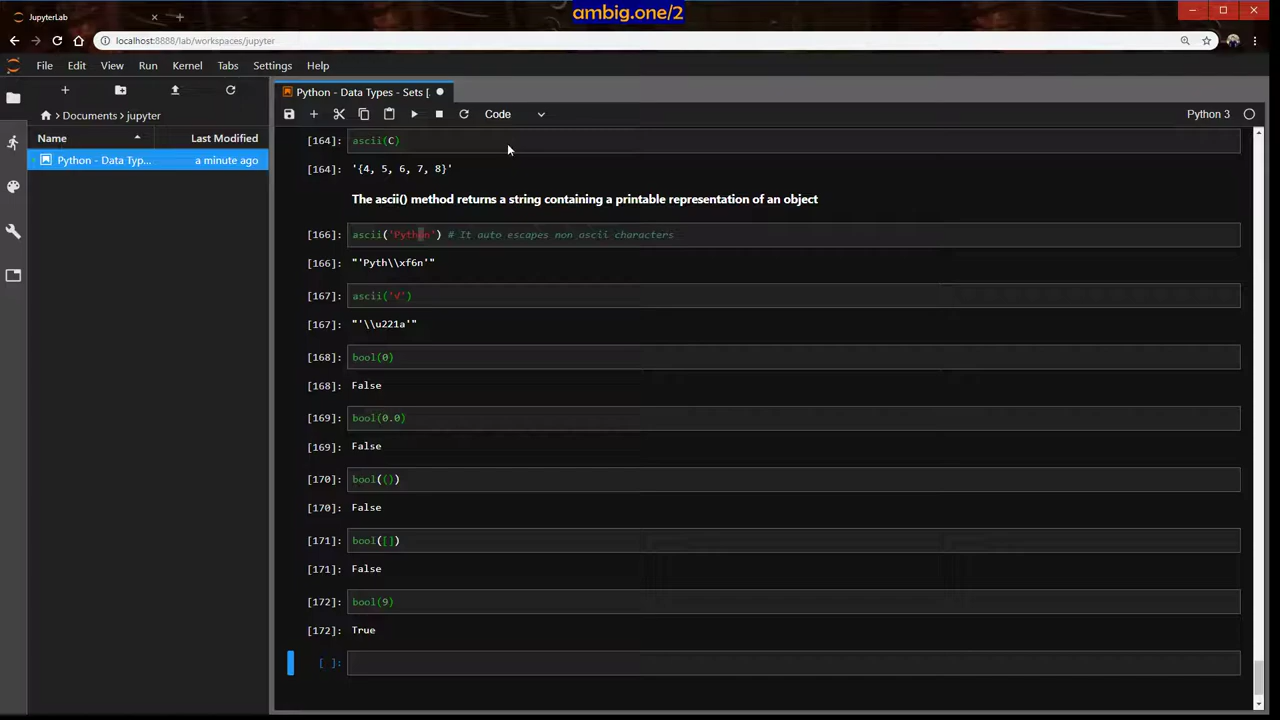 ambig.one/2
JupyterLab
localhost:8888/lab/workspaces/jupyter
File Edit View Run Kernel Tabs Settings Help
Python - Data Types - Sets [
Documents jupyter
Code
Python 3
Name Last Modified
Python - Data Typ... a minute ago
[164]: ascii(C)
[164]: '{4, 5, 6, 7, 8}'
The ascii() method returns a string containing a printable representation of an object
[166]: ascii('Pythön') # It auto escapes non ascii characters
[166]: "'Pyth\\xf6n'"
[167]: ascii('√')
[167]: "'\\u221a'"
[168]: bool(0)
[168]: False
[169]: bool(0.0)
[169]: False
[170]: bool(())
[170]: False
[171]: bool([])
[171]: False
[172]: bool(9)
[172]: True
[ ]: